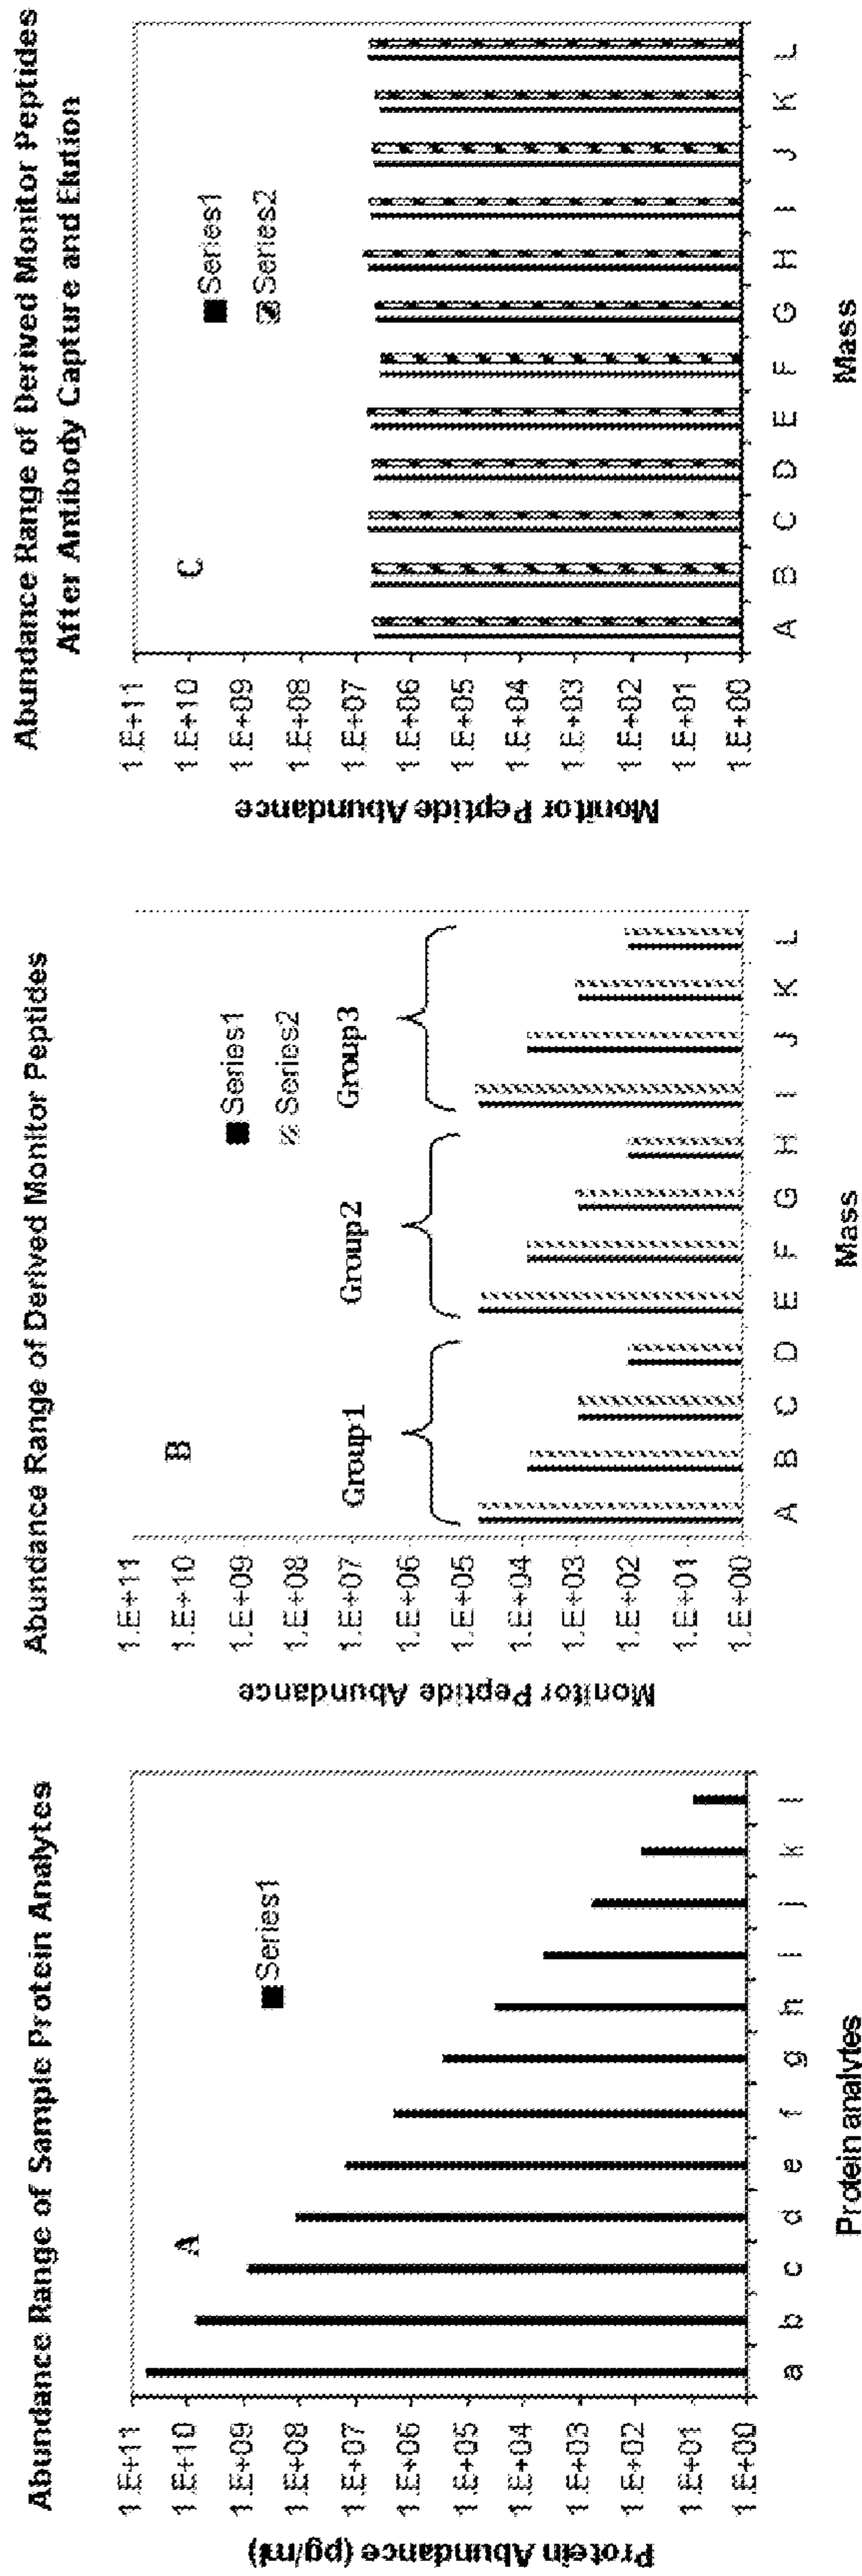 Abundance Range of Sample Protein Analytes
A
Series1
Protein Abundance (pg/ml)
1.E+11
1.E+10
1.E+09
1.E+08
1.E+07
1.E+06
1.E+05
1.E+04
1.E+03
1.E+02
1.E+01
1.E+00
a b c d e f g h i j k l
Protein analytes
Abundance Range of Derived Monitor Peptides
B
Series1
Series2
Group1 Group2 Group3
Monitor Peptide Abundance
1.E+11
1.E+10
1.E+09
1.E+08
1.E+07
1.E+06
1.E+05
1.E+04
1.E+03
1.E+02
1.E+01
1.E+00
A B C D E F G H I J K L
Mass
Abundance Range of Derived Monitor Peptides
After Antibody Capture and Elution
C
Series1
Series2
Monitor Peptide Abundance
1.E+11
1.E+10
1.E+09
1.E+08
1.E+07
1.E+06
1.E+05
1.E+04
1.E+03
1.E+02
1.E+01
1.E+00
A B C D E F G H I J K L
Mass